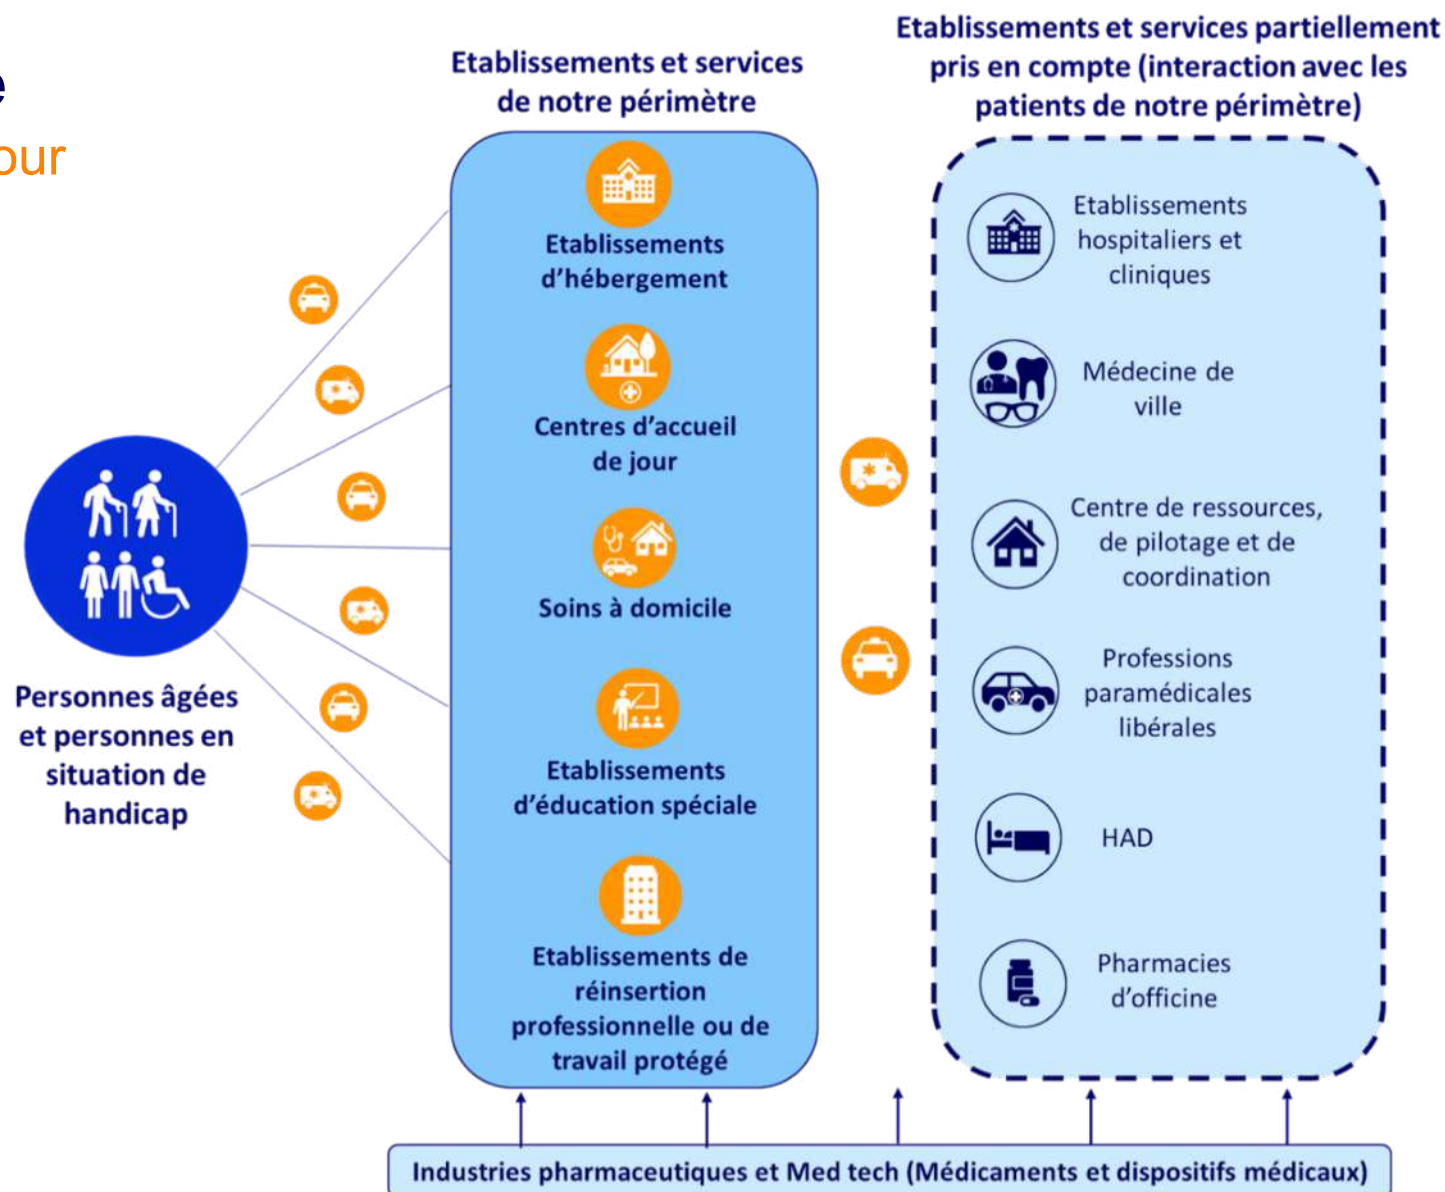 e
our
Etablissements et services
de notre périmètre
Etablissements et services partiellement
pris en compte (interaction avec les
patients de notre périmètre)
Personnes âgées
et personnes en
situation de
handicap
Etablissements
d'hébergement
Centres d'accueil
de jour
Soins à domicile
Etablissements
d'éducation spéciale
Etablissements de
réinsertion
professionnelle ou de
travail protégé
Etablissements
hospitaliers et
cliniques
Médecine de
ville
Centre de ressources,
de pilotage et de
coordination
Professions
paramédicales
libérales
HAD
Pharmacies
d'officine
Industries pharmaceutiques et Med tech (Médicaments et dispositifs médicaux)